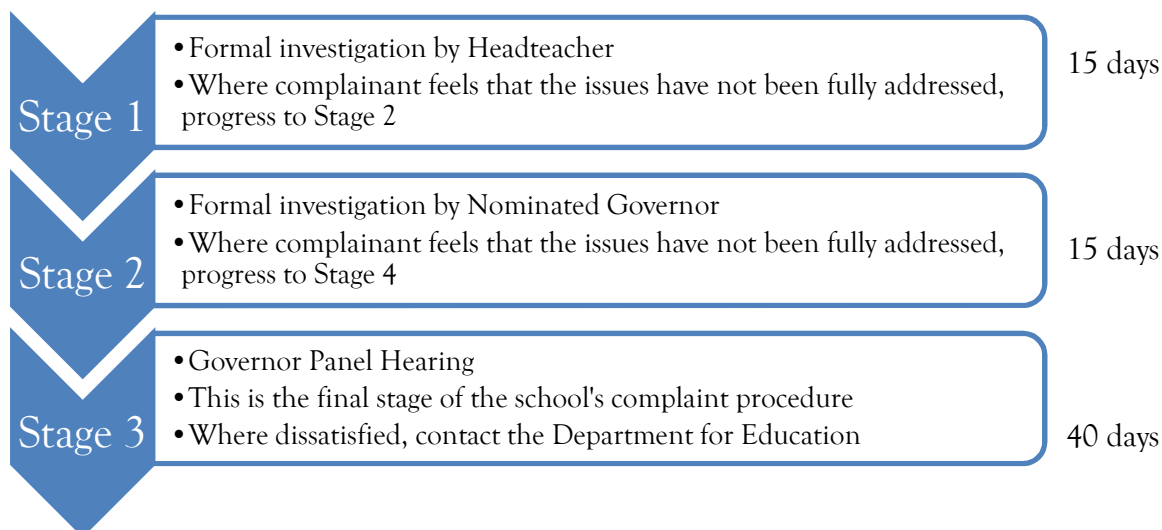 Stage 1
•Formal investigation by Headteacher
•Where complainant feels that the issues have not been fully addressed,
progress to Stage 2
15 days
Stage 2
•Formal investigation by Nominated Governor
•Where complainant feels that the issues have not been fully addressed,
progress to Stage 4
15 days
Stage 3
•Governor Panel Hearing
•This is the final stage of the school's complaint procedure
•Where dissatisfied, contact the Department for Education
40 days